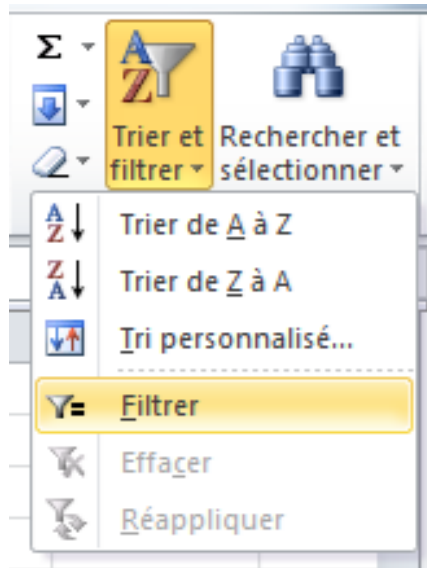 Σ
A
Z
Trier et
filtrer
Rechercher et
sélectionner
A
Z
Trier de A à Z
Z
A
Trier de Z à A
Tri personnalisé...
=
Filtrer
Effacer
Réappliquer